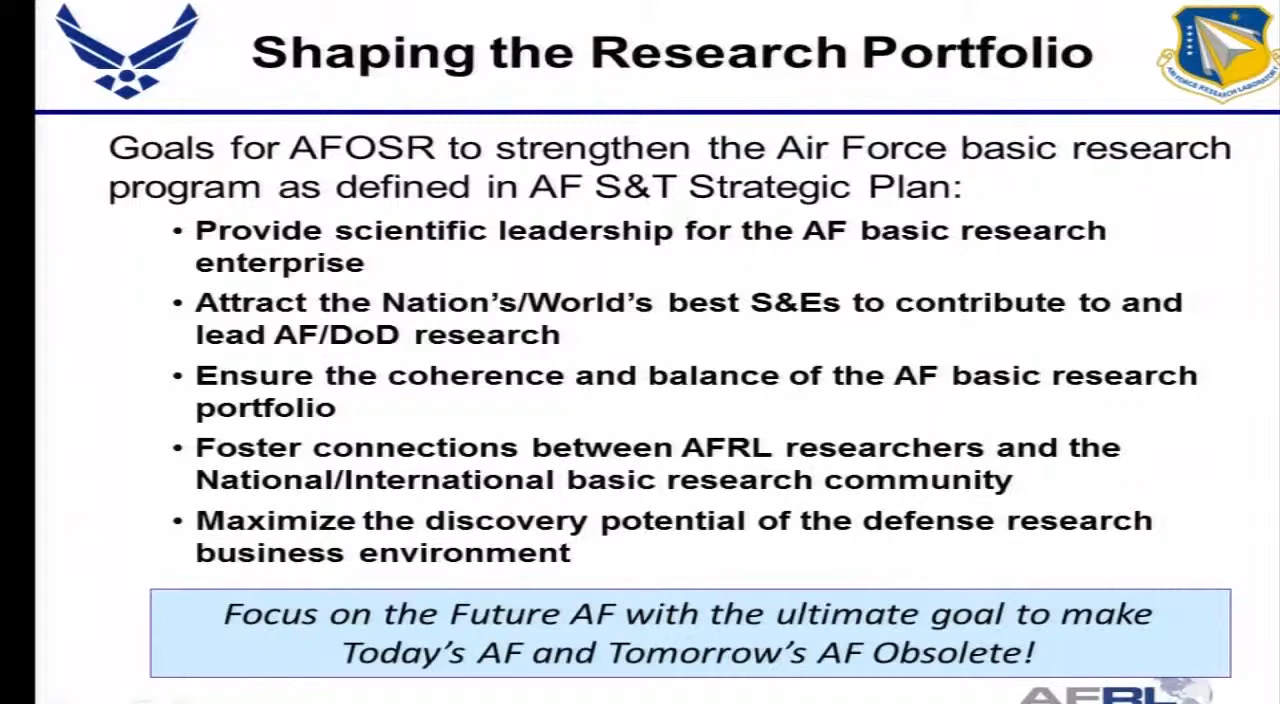 Shaping the Research Portfolio
AIR FORCE RESEARCH LABORATORY
Goals for AFOSR to strengthen the Air Force basic research
program as defined in AF S&T Strategic Plan:
• Provide scientific leadership for the AF basic research
enterprise
• Attract the Nation's/World's best S&Es to contribute to and
lead AF/DoD research
• Ensure the coherence and balance of the AF basic research
portfolio
• Foster connections between AFRL researchers and the
National/International basic research community
• Maximize the discovery potential of the defense research
business environment
Focus on the Future AF with the ultimate goal to make
Today's AF and Tomorrow's AF Obsolete!
AFRL